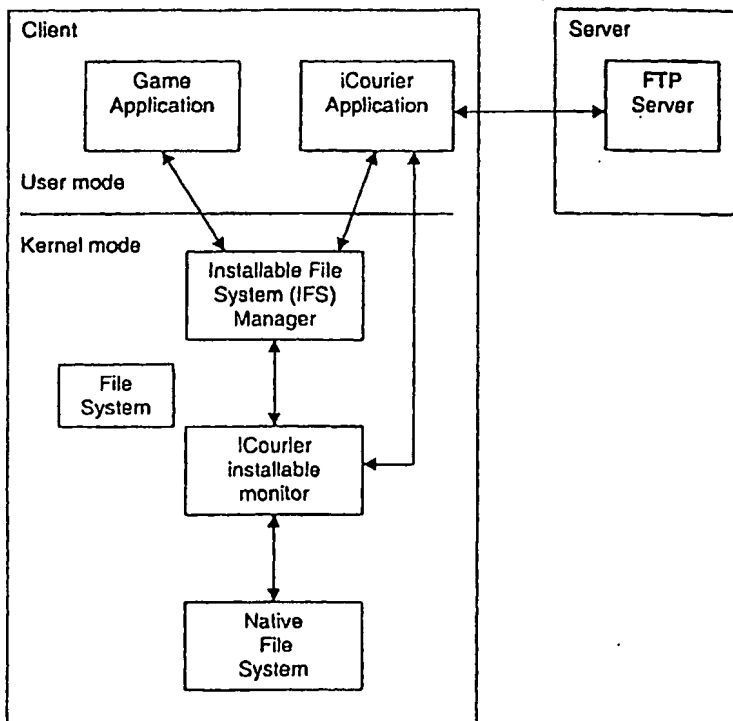 Client
Server
Game
Application
iCourier
Application
FTP
Server
User mode
Kernel mode
Installable File
System (IFS)
Manager
File
System
ICourier
installable
monitor
Native
File
System